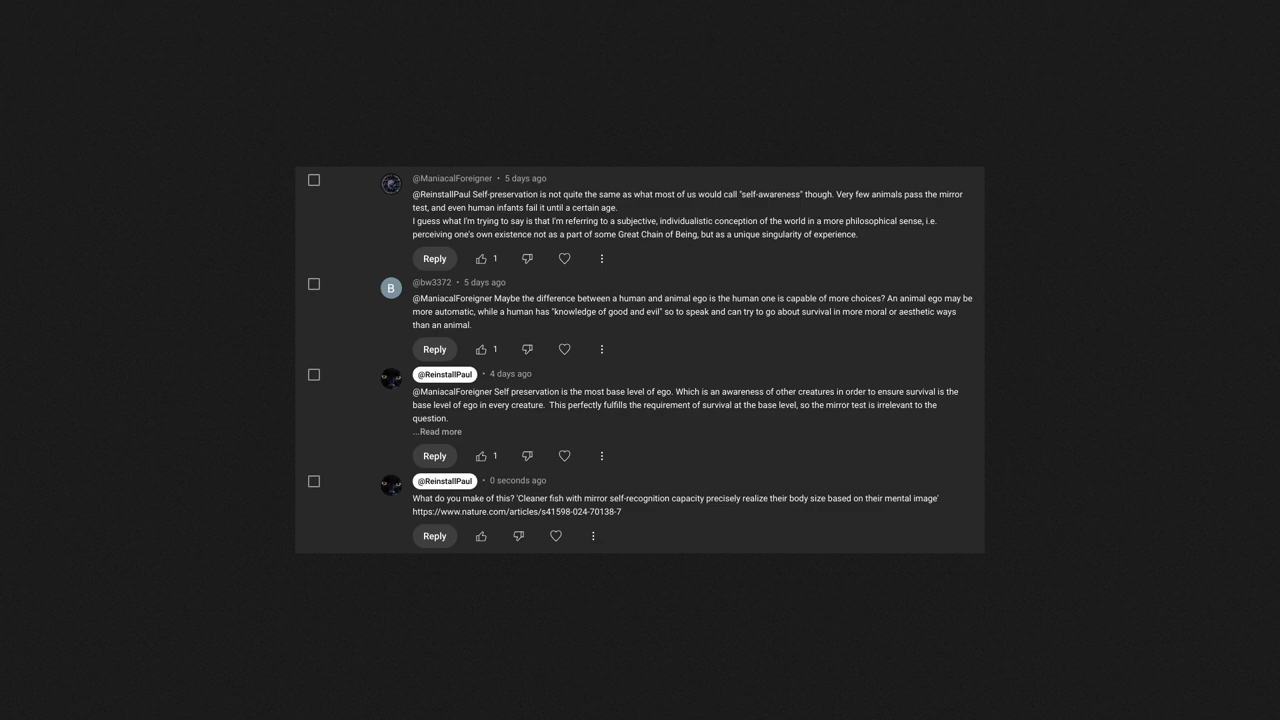 @ManiacalForeigner • 5 days ago
@ReinstallPaul Self-preservation is not quite the same as what most of us would call "self-awareness" though. Very few animals pass the mirror
test, and even human infants fail it until a certain age.
I guess what I'm trying to say is that I'm referring to a subjective, individualistic conception of the world in a more philosophical sense, i.e.
perceiving one's own existence not as a part of some Great Chain of Being, but as a unique singularity of experience.
Reply 1
B
@bw3372 • 5 days ago
@ManiacalForeigner Maybe the difference between a human and animal ego is the human one is capable of more choices? An animal ego may be
more automatic, while a human has "knowledge of good and evil" so to speak and can try to go about survival in more moral or aesthetic ways
than an animal.
Reply 1
@ReinstallPaul • 4 days ago
@ManiacalForeigner Self preservation is the most base level of ego. Which is an awareness of other creatures in order to ensure survival is the
base level of ego in every creature. This perfectly fulfills the requirement of survival at the base level, so the mirror test is irrelevant to the
question.
...Read more
Reply 1
@ReinstallPaul • 0 seconds ago
What do you make of this? 'Cleaner fish with mirror self-recognition capacity precisely realize their body size based on their mental image'
https://www.nature.com/articles/s41598-024-70138-7
Reply